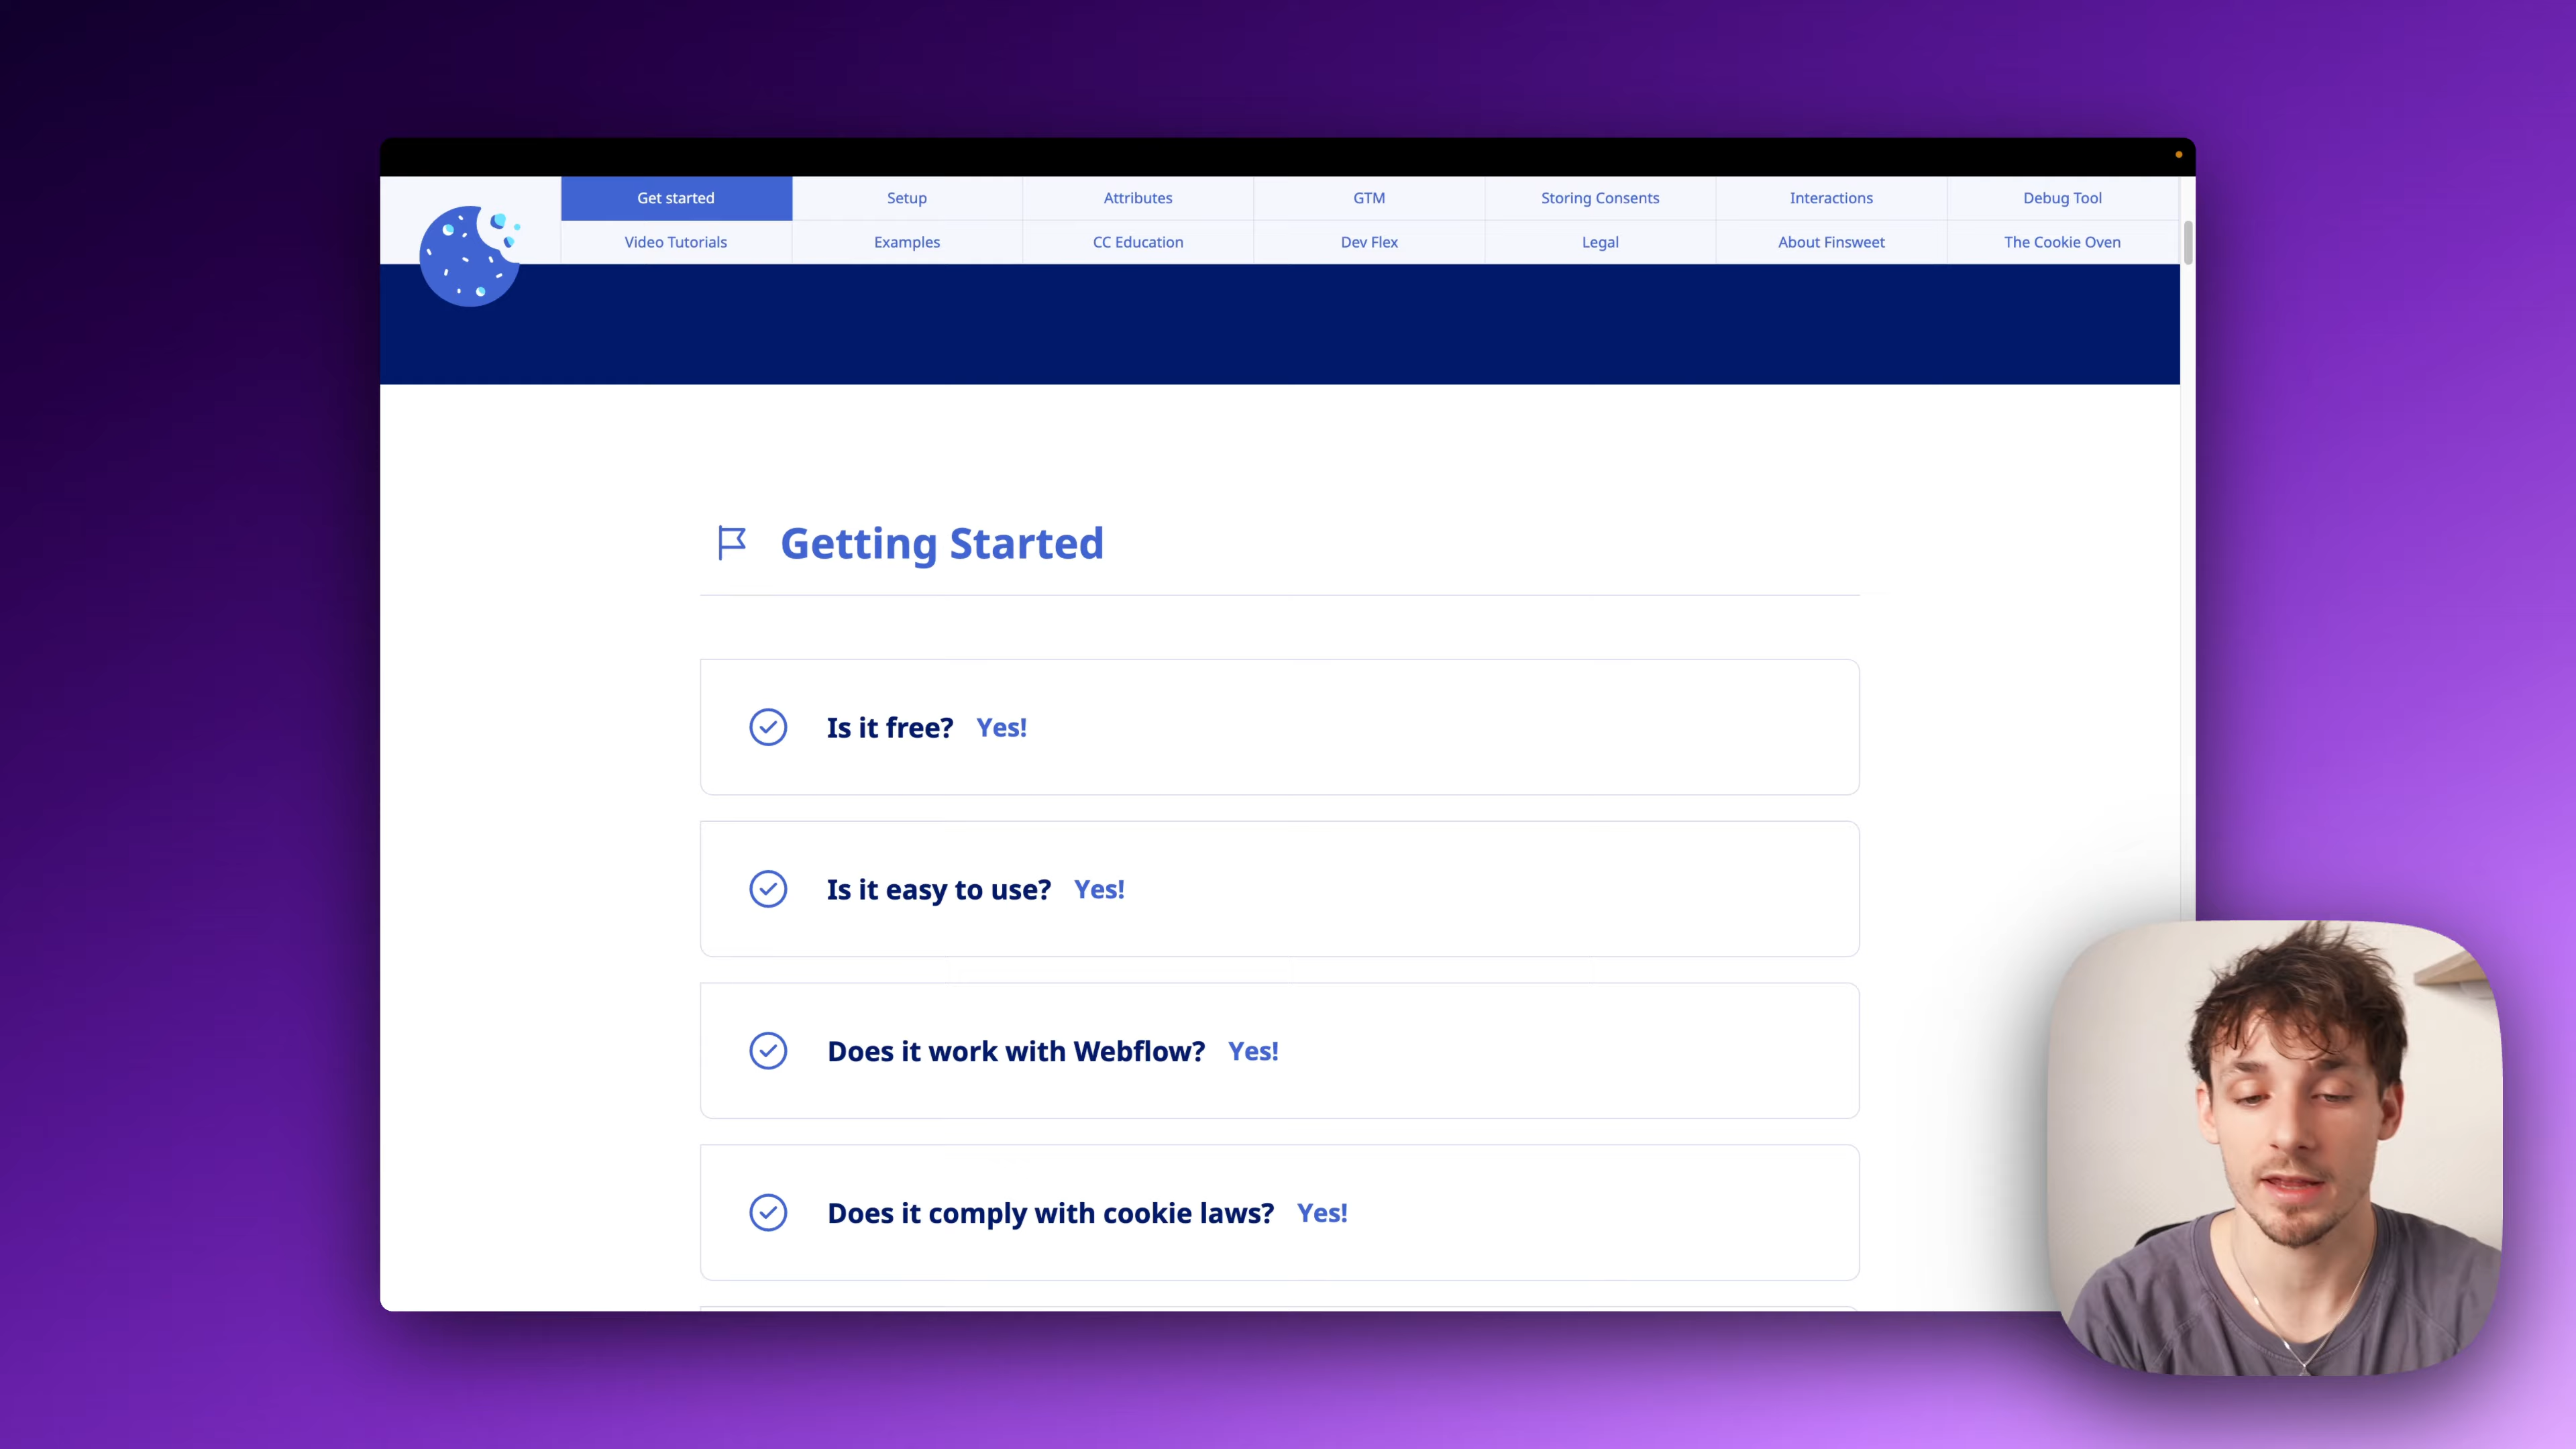 Get started
Setup
Attributes
GTM
Storing Consents
Interactions
Debug Tool
Video Tutorials
Examples
CC Education
Dev Flex
Legal
About Finsweet
The Cookie Oven
Getting Started
Is it free? Yes!
Is it easy to use? Yes!
Does it work with Webflow? Yes!
Does it comply with cookie laws? Yes!